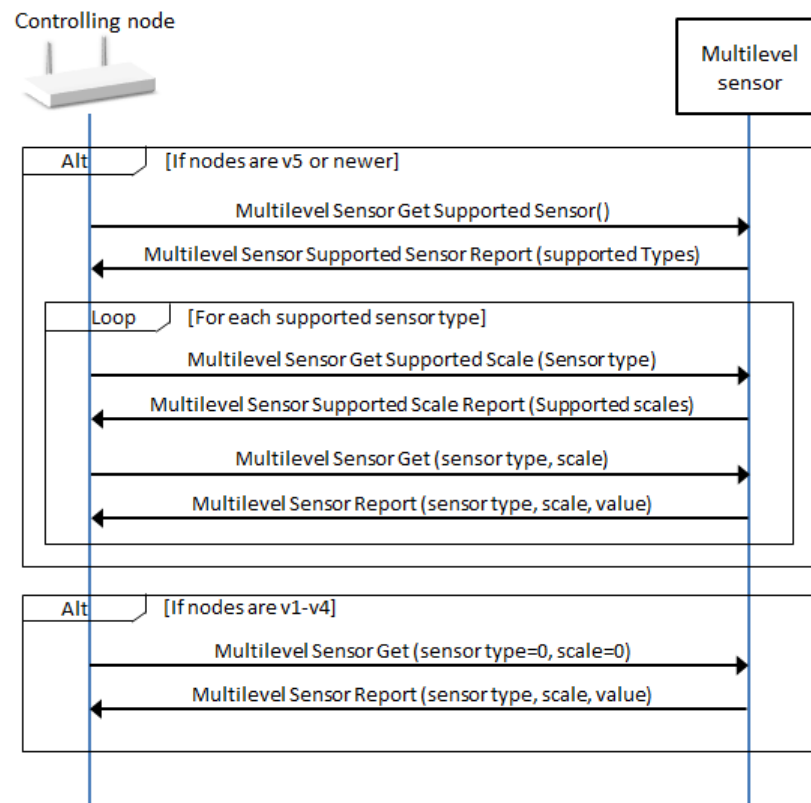 Controlling node
Multilevel
sensor
Alt
[If nodes are v5 or newer]
Multilevel Sensor Get Supported Sensor()
Multilevel Sensor Supported Sensor Report (supported Types)
Loop
[For each supported sensor type]
Multilevel Sensor Get Supported Scale (Sensor type)
Multilevel Sensor Supported Scale Report (Supported scales)
Multilevel Sensor Get (sensor type, scale)
Multilevel Sensor Report (sensor type, scale, value)
Alt
[If nodes are v1-v4]
Multilevel Sensor Get (sensor type=0, scale=0)
Multilevel Sensor Report (sensor type, scale, value)